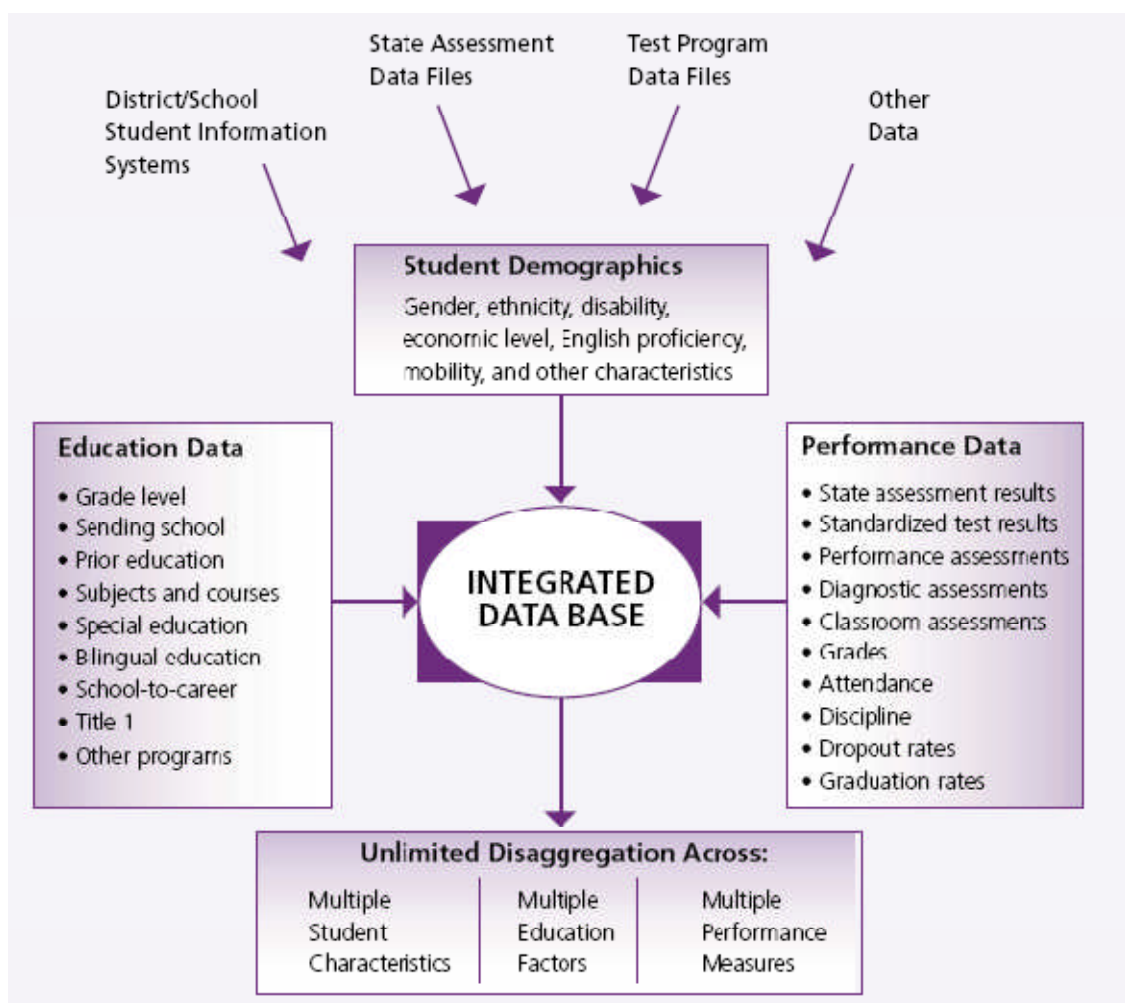 State Assessment
Data Files
Test Program
Data Files
District/School
Student Information
Systems
Other
Data
Student Demographics
Gender, ethnicity, disability,
economic level, English proficiency,
mobility, and other characteristics
Education Data
• Grade level
• Sending school
• Prior education
• Subjects and courses
• Special education
• Bilingual education
• School-to-career
• Title 1
• Other programs
INTEGRATED
DATA BASE
Performance Data
• State assessment results
• Standardized test results
• Performance assessments
• Diagnostic assessments
• Classroom assessments
• Grades
• Attendance
• Discipline
• Dropout rates
• Graduation rates
Unlimited Disaggregation Across:
Multiple
Student
Characteristics
Multiple
Education
Factors
Multiple
Performance
Measures